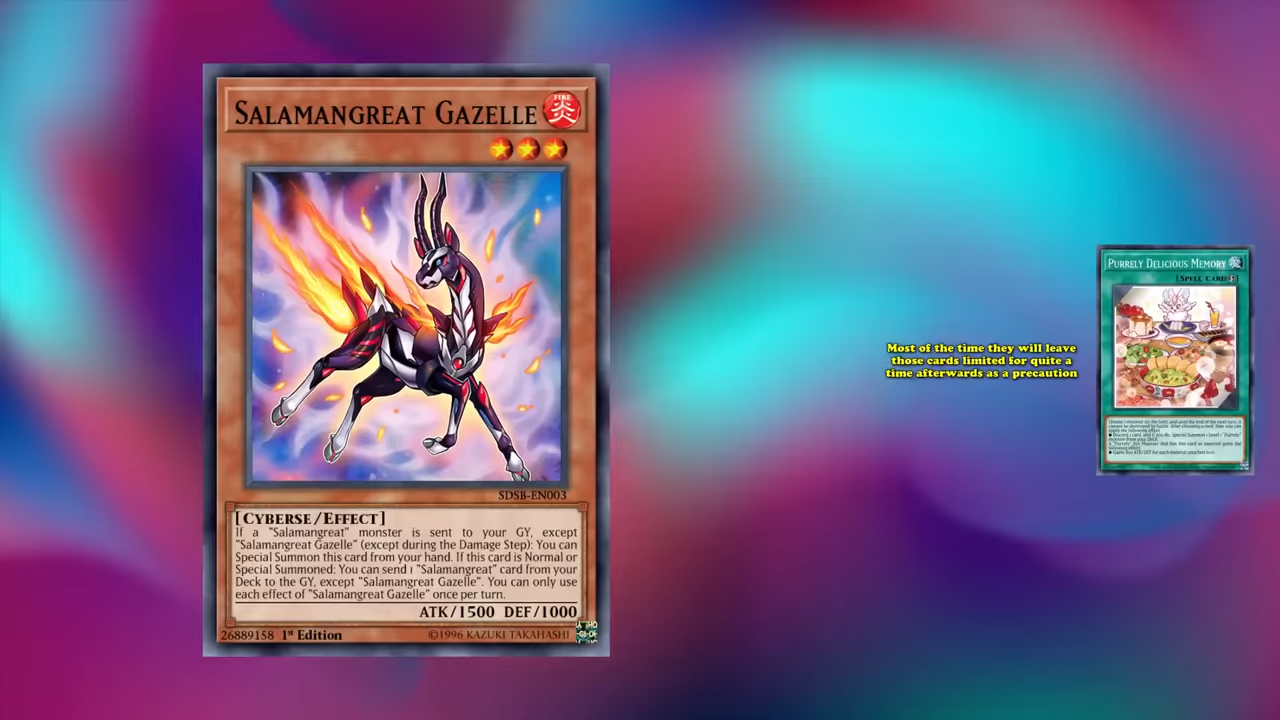 SALAMANGREAT GAZELLE
FIRE
炎
SDSB-EN003
[CYBERSE/EFFECT]
If a "Salamangreat" monster is sent to your GY, except
"Salamangreat Gazelle" (except during the Damage Step): You can
Special Summon this card from your hand. If this card is Normal or
Special Summoned: You can send 1 "Salamangreat" card from your
Deck to the GY, except "Salamangreat Gazelle". You can only use
each effect of "Salamangreat Gazelle" once per turn.
ATK/1500 DEF/1000
26889158 1st Edition ©1996 KAZUKI TAKAHASHI
Most of the time they will leave
those cards limited for quite a
time afterwards as a precaution
PURRELY DELICIOUS MEMORY
[SPELL CARD]